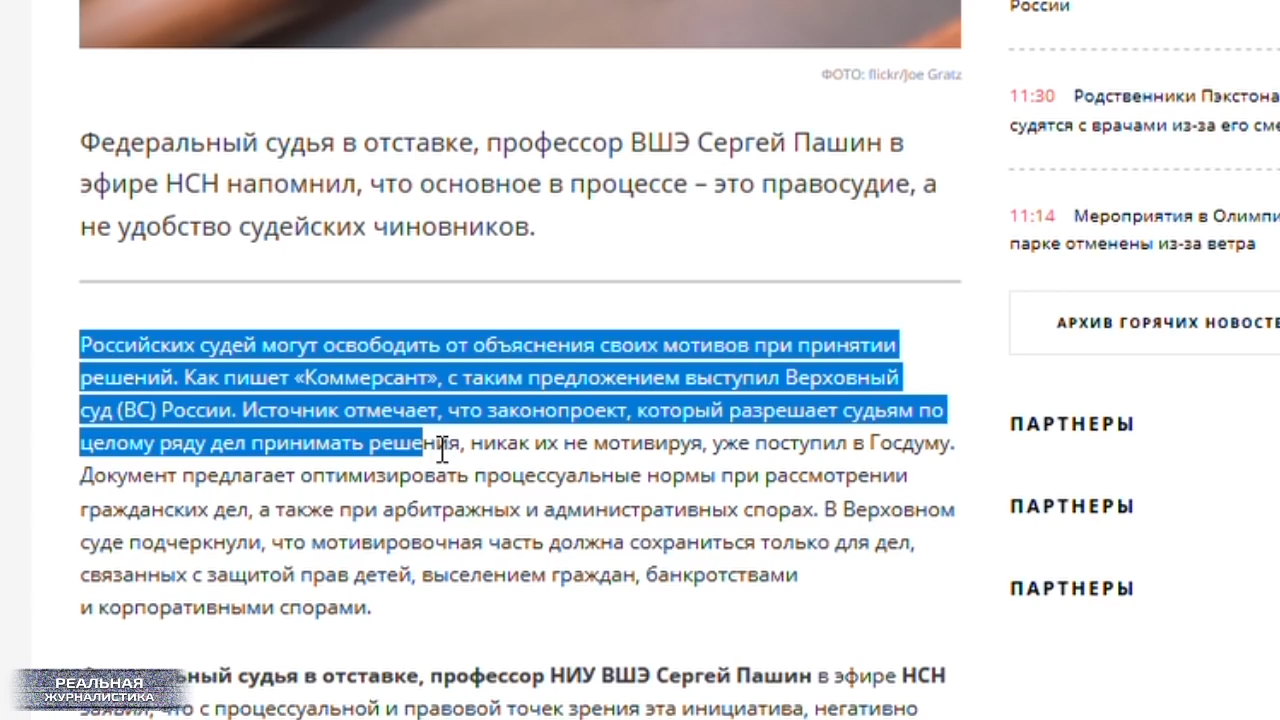 ФОТО: flickr/Joe Gratz
Федеральный судья в отставке, профессор ВШЭ Сергей Пашин в
эфире НСН напомнил, что основное в процессе – это правосудие, а
не удобство судейских чиновников.
Российских судей могут освободить от объяснения своих мотивов при принятии
решений. Как пишет «Коммерсант», с таким предложением выступил Верховный
суд (ВС) России. Источник отмечает, что законопроект, который разрешает судьям по
целому ряду дел принимать решения, никак их не мотивируя, уже поступил в Госдуму.
Документ предлагает оптимизировать процессуальные нормы при рассмотрении
гражданских дел, а также при арбитражных и административных спорах. В Верховном
суде подчеркнули, что мотивировочная часть должна сохраниться только для дел,
связанных с защитой прав детей, выселением граждан, банкротствами
и корпоративными спорами.
судья в отставке, профессор НИУ ВШЭ Сергей Пашин в эфире НСН
что с процессуальной и правовой точек зрения эта инициатива, негативно
России
11:30 Родственники Пэкстона
судятся с врачами из-за его
11:14 Мероприятия в
парке отменены из-за ветра
АРХИВ ГОРЯЧИХ
ПАРТНЕРЫ
ПАРТНЕРЫ
ПАРТНЕРЫ
РЕАЛЬНАЯ
ЖУРНАЛИСТИКА